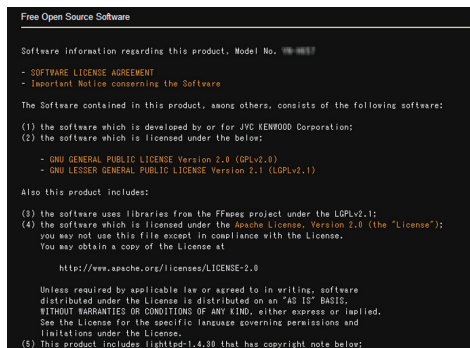 Free Open Source Software
Software information regarding this product, Model No.
- SOFTWARE LICENSE AGREEMENT
- Important Notice conserning the Software
The Software contained in this product, among others, consists of the following software:
(1) the software which is developed by or for JVC KENWOOD Corporation;
(2) the software which is licensed under the below;
- GNU GENERAL PUBLIC LICENSE Version 2.0 (GPLv2.0)
- GNU LESSER GENERAL PUBLIC LICENSE Version 2.1 (LGPLv2.1)
Also this product includes:
(3) the software uses libraries from the FFmpeg project under the LGPLv2.1;
(4) the software which is licensed under the Apache License, Version 2.0 (the "License");
you may not use this file except in compliance with the License.
You may obtain a copy of the License at
http://www.apache.org/licenses/LICENSE-2.0
Unless required by applicable law or agreed to in writing, software
distributed under the License is distributed on an "AS IS" BASIS,
WITHOUT WARRANTIES OR CONDITIONS OF ANY KIND, either express or implied.
See the License for the specific language governing permissions and
limitations under the License.
(5) This product includes lighttpd-1.4.30 that has copyright note below;